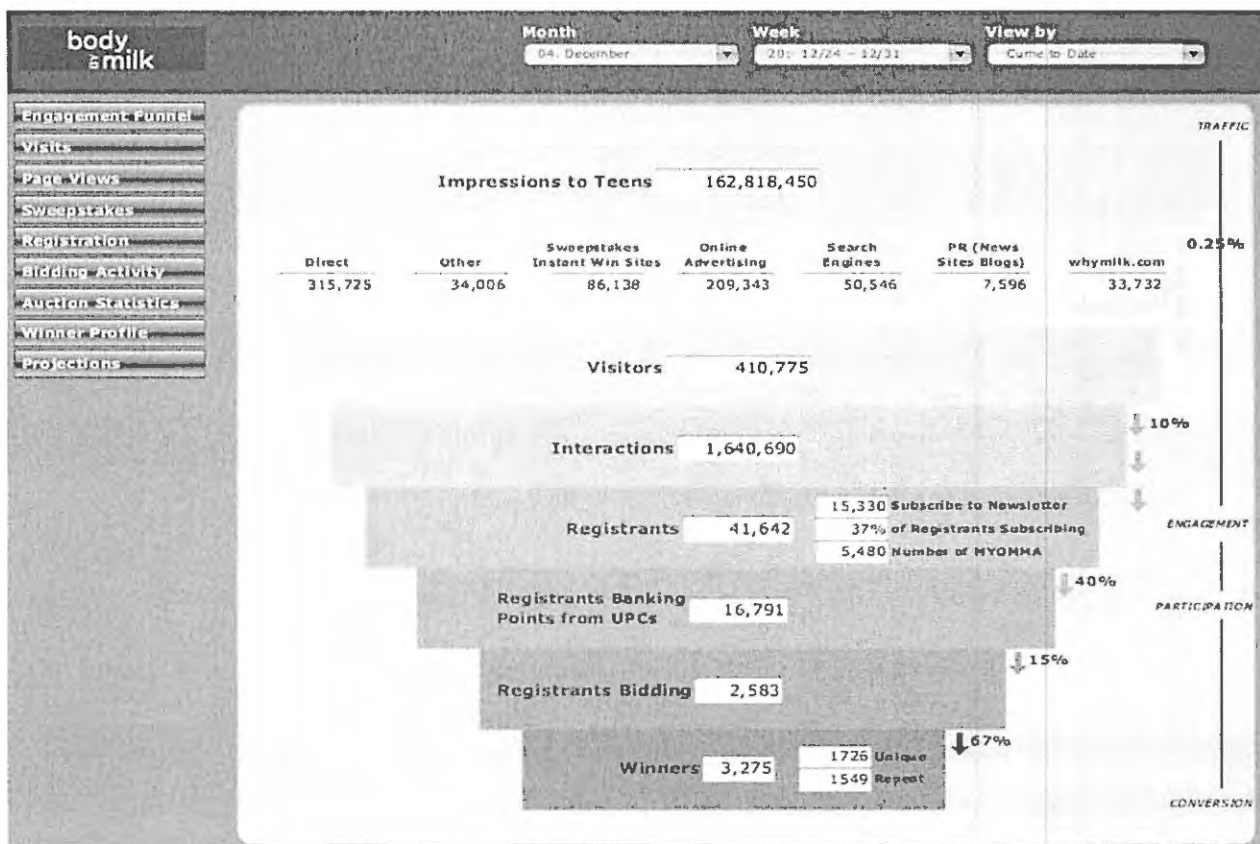 body
by milk
Month
Week
View by
04. December
20: 12/24 - 12/31
Cume to Date
Engagement Funnel
Visits
Page Views
Sweepstakes
Registration
Bidding Activity
Auction Statistics
Winner Profile
Projections
TRAFFIC
Impressions to Teens 162,818,450
0.25%
Direct
315,725
Other
34,006
Sweepstakes
Instant Win Sites
86,138
Online
Advertising
209,343
Search
Engines
50,546
PR (News
Sites Blogs)
7,596
whymilk.com
33,732
Visitors 410,775
10%
Interactions 1,640,690
Registrants 41,642
15,330 Subscribe to Newsletter
37% of Registrants Subscribing
5,480 Number of MYOMMA
ENGAGEMENT
40%
Registrants Banking
Points from UPCs 16,791
PARTICIPATION
15%
Registrants Bidding 2,583
67%
Winners 3,275
1726 Unique
1549 Repeat
CONVERSION